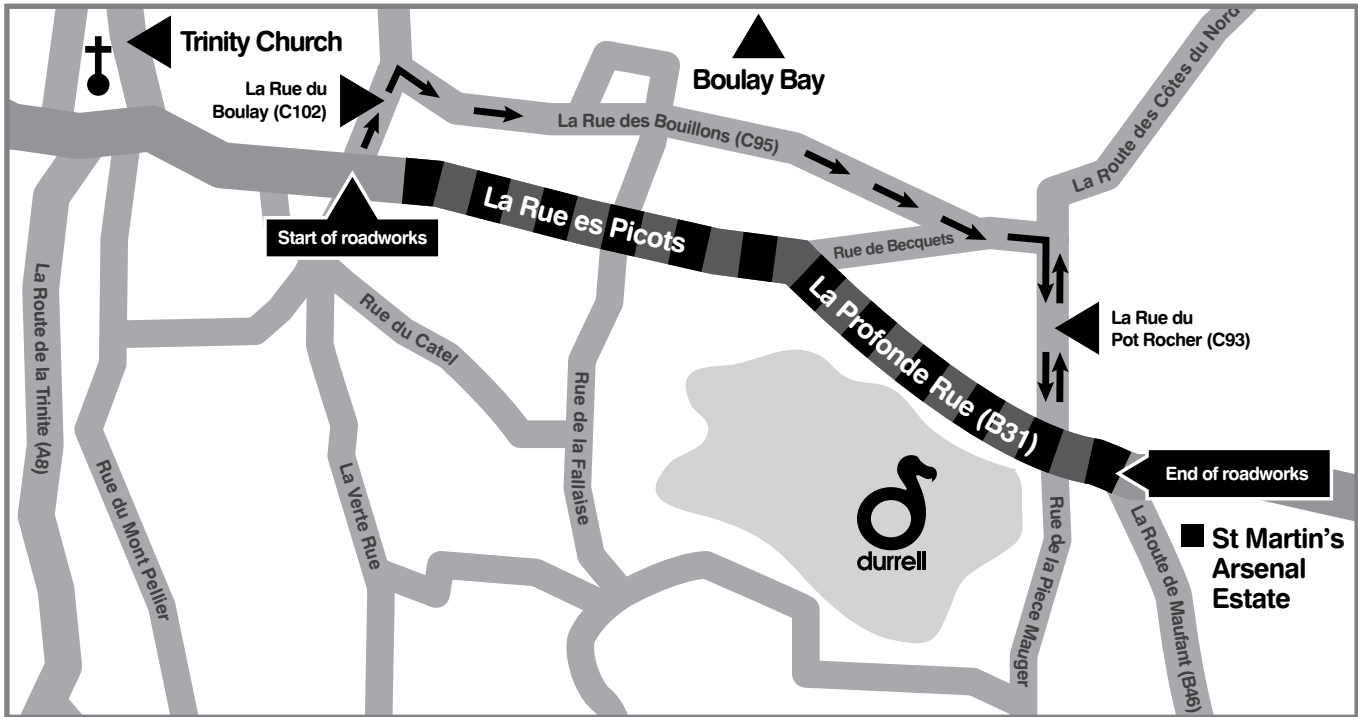 Trinity Church
La Rue du
Boulay (C102)
Boulay Bay
La Route des Côtes du Nord
La Rue des Bouillons (C95)
La Rue es Picots
Start of roadworks
Rue de Becquets
La Rue du
Pot Rocher (C93)
La Profonde Rue (B31)
La Route de la Trinite (A8)
Rue du Catel
Rue de la Fallaise
Rue du Mont Pellier
La Verte Rue
durrell
End of roadworks
Rue de la Piece Mauger
La Route de Maufant (B46)
St Martin’s
Arsenal
Estate